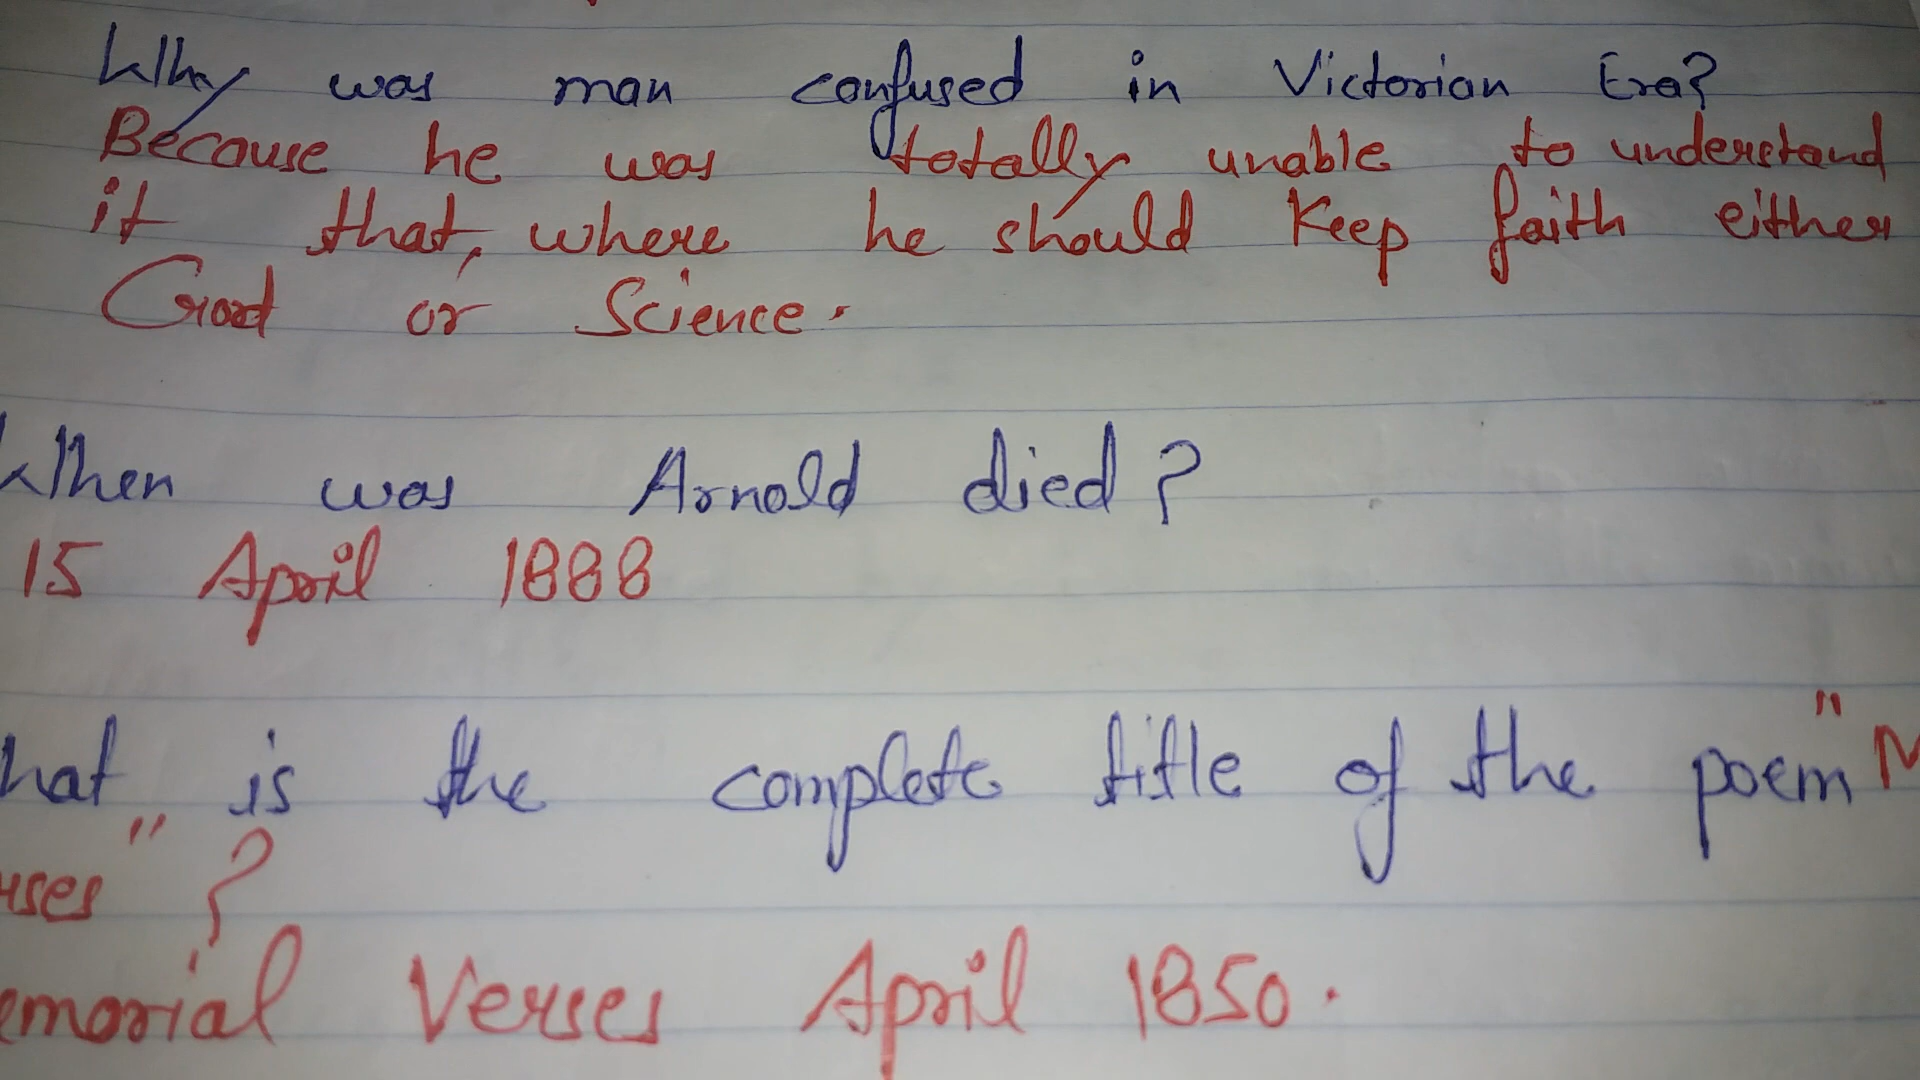 Why was man confused in Victorian Era?
Because he was totally unable to understand
it that, where he should Keep faith either
God or Science.
When was Arnold died?
15 April 1888
hat is the complete title of the poem "M
rses"?
emorial Verses April 1850.